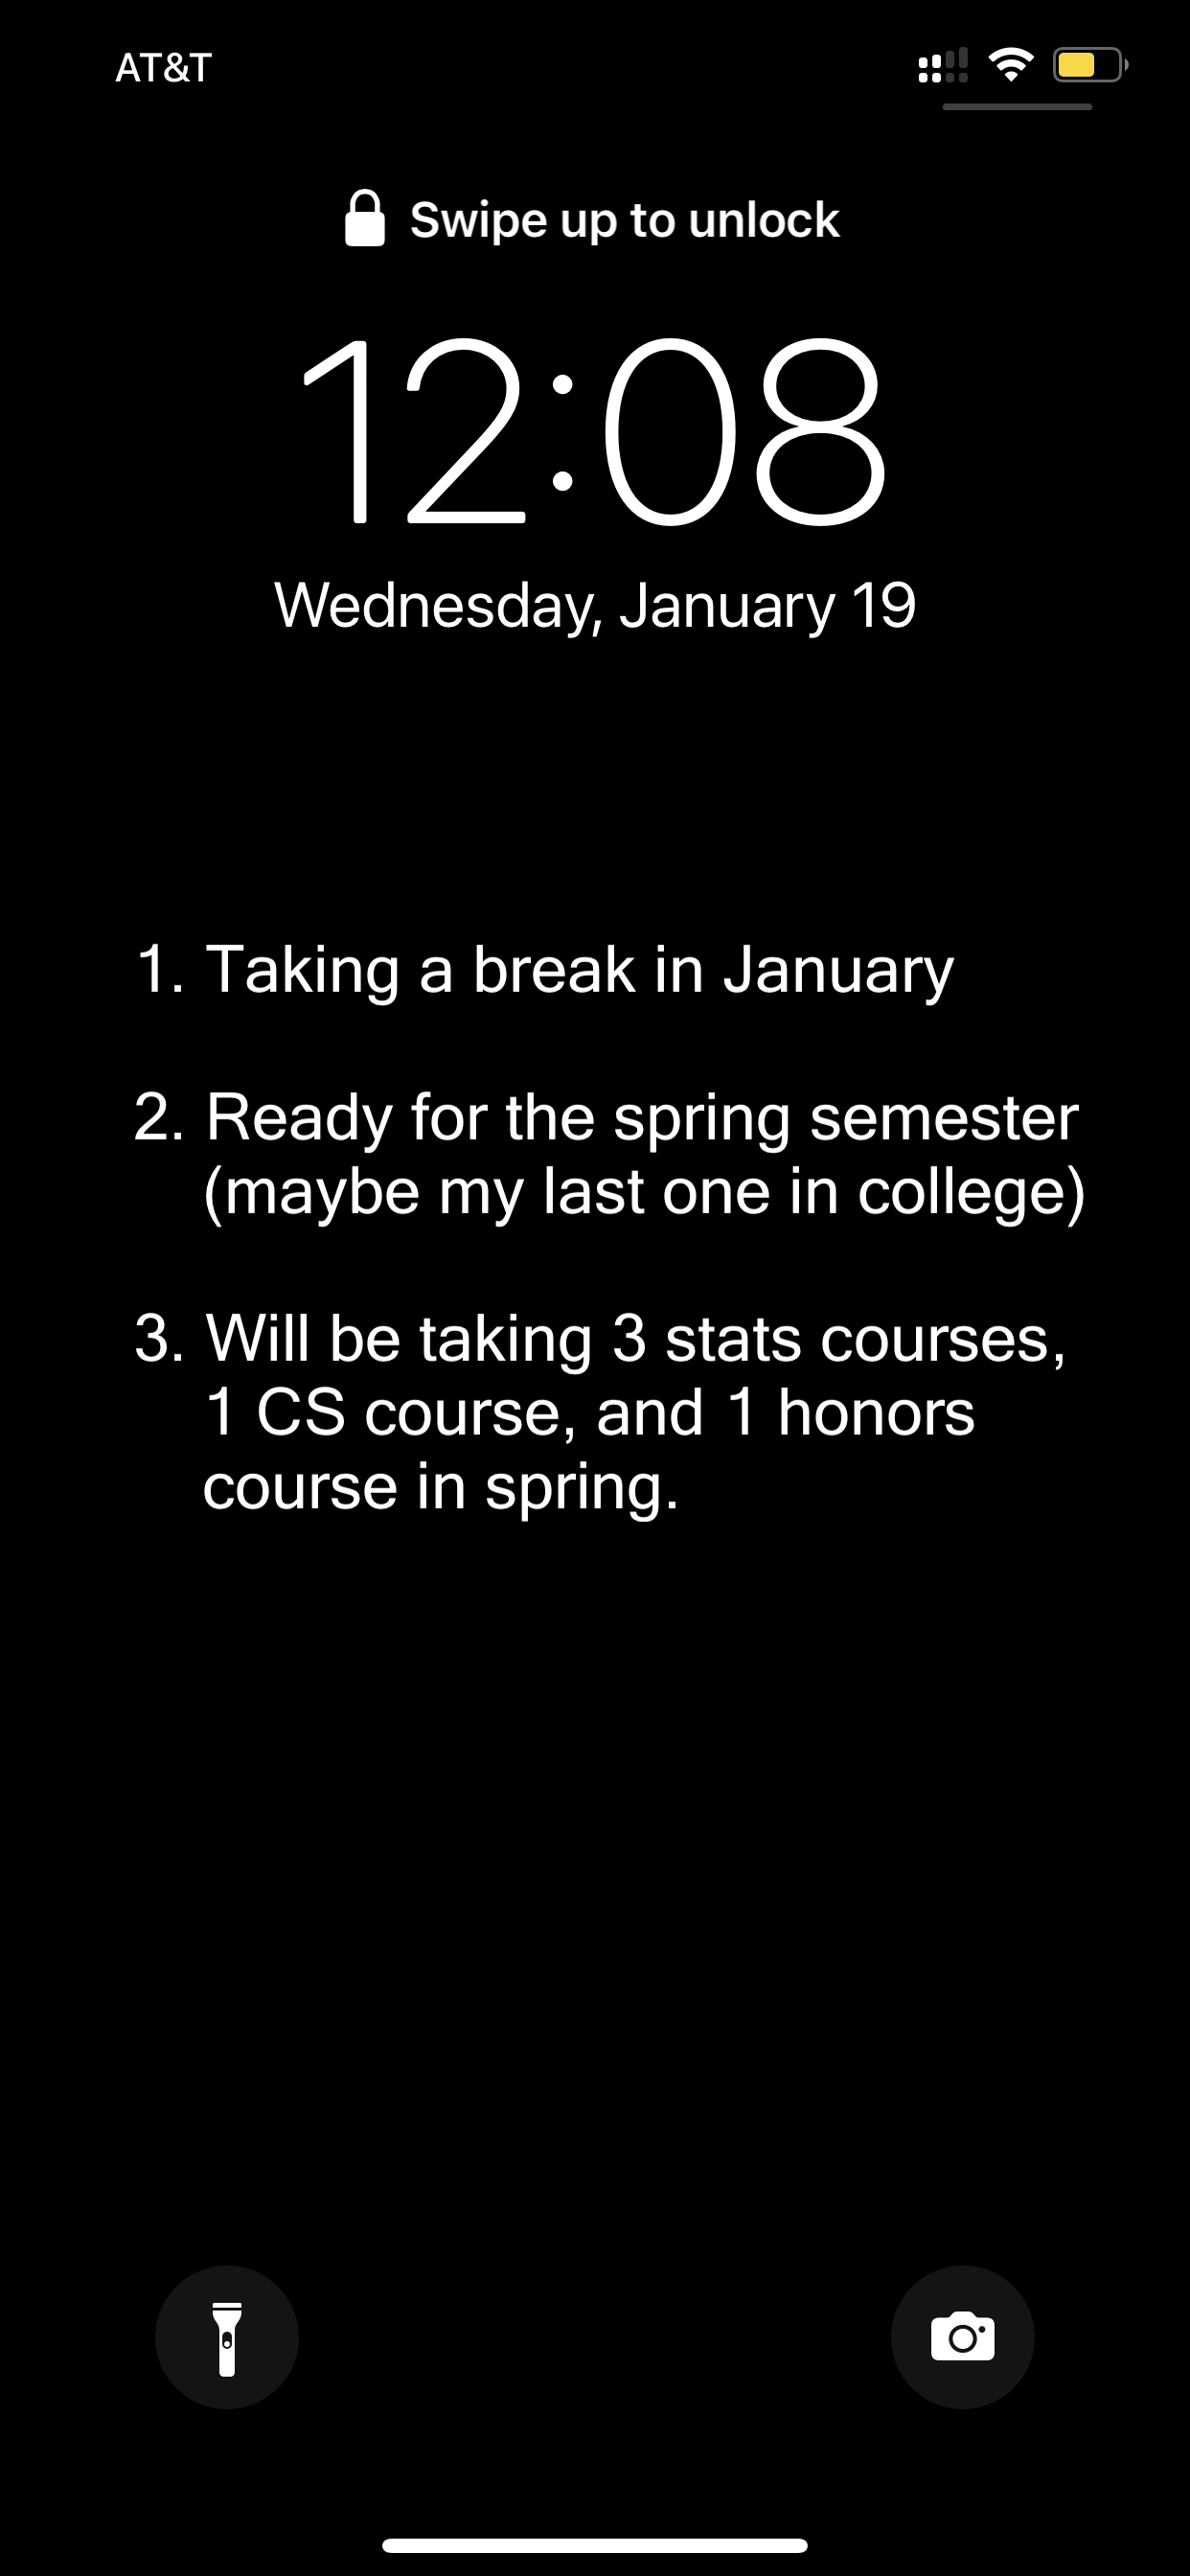 AT&T
Swipe up to unlock
12:08
Wednesday, January 19
1. Taking a break in January
2. Ready for the spring semester
(maybe my last one in college)
3. Will be taking 3 stats courses,
1 CS course, and 1 honors
course in spring.